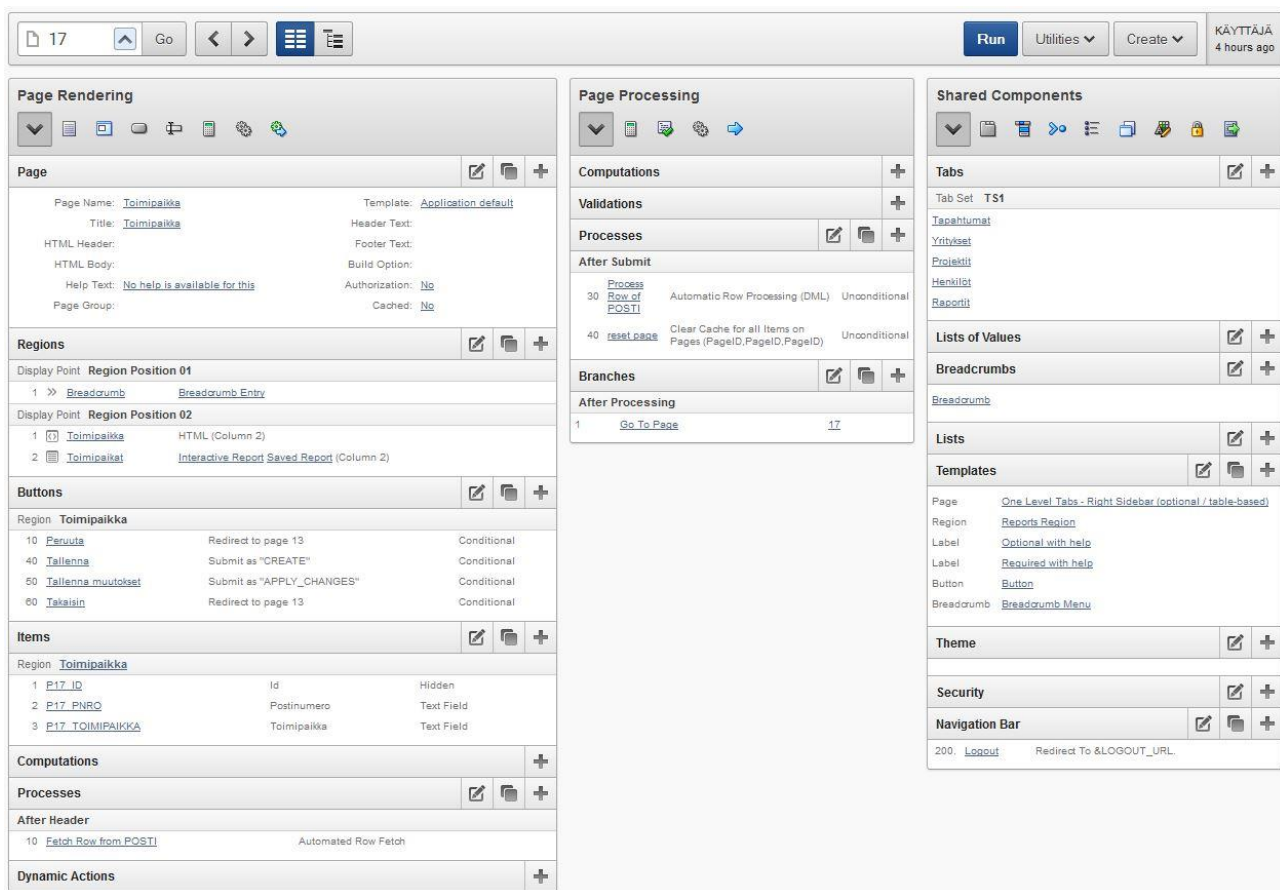 17 Go Run Utilities Create KÄYTTÄJÄ
4 hours ago
Page Rendering
Page
Page Name: Toimipaikka Template: Application default
Title: Toimipaikka Header Text:
HTML Header: Footer Text:
HTML Body: Build Option:
Help Text: No help is available for this Authorization: No
Page Group: Cached: No
Regions
Display Point Region Position 01
1 Breadcrumb Breadcrumb Entry
Display Point Region Position 02
1 Toimipaikka HTML (Column 2)
2 Toimipaikat Interactive Report Saved Report (Column 2)
Buttons
Region Toimipaikka
10 Peruuta Redirect to page 13 Conditional
40 Tallenna Submit as "CREATE" Conditional
50 Tallenna muutokset Submit as "APPLY_CHANGES" Conditional
60 Takaisin Redirect to page 13 Conditional
Items
Region Toimipaikka
1 P17_ID Id Hidden
2 P17_PNRO Postinumero Text Field
3 P17_TOIMIPAIKKA Toimipaikka Text Field
Computations
Processes
After Header
10 Fetch Row from POSTI Automated Row Fetch
Dynamic Actions
Page Processing
Computations
Validations
Processes
After Submit
30 Process Row of POSTI Automatic Row Processing (DML) Unconditional
40 reset page Clear Cache for all Items on Pages (PageID,PageID,PageID) Unconditional
Branches
After Processing
1 Go To Page 17
Shared Components
Tabs
Tab Set TS1
Tapahtumat
Yritykset
Projektit
Henkilöt
Raportit
Lists of Values
Breadcrumbs
Breadcrumb
Lists
Templates
Page One Level Tabs - Right Sidebar (optional / table-based)
Region Reports Region
Label Optional with help
Label Required with help
Button Button
Breadcrumb Breadcrumb Menu
Theme
Security
Navigation Bar
200. Logout Redirect To &LOGOUT_URL.